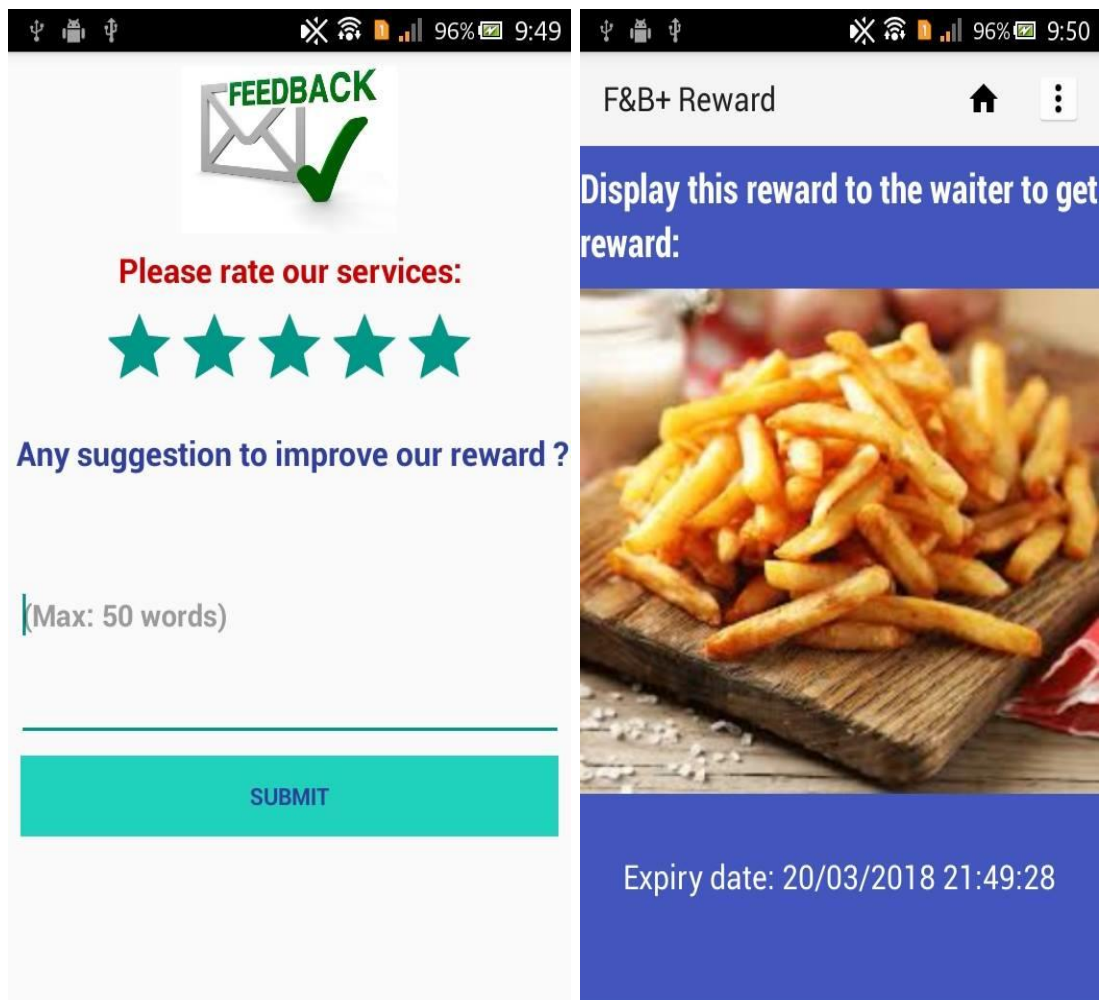 96% 9:49
FEEDBACK
Please rate our services:
Any suggestion to improve our reward ?
(Max: 50 words)
SUBMIT
1 96% 9:50
F&B+ Reward
Display this reward to the waiter to get
reward:
Expiry date: 20/03/2018 21:49:28